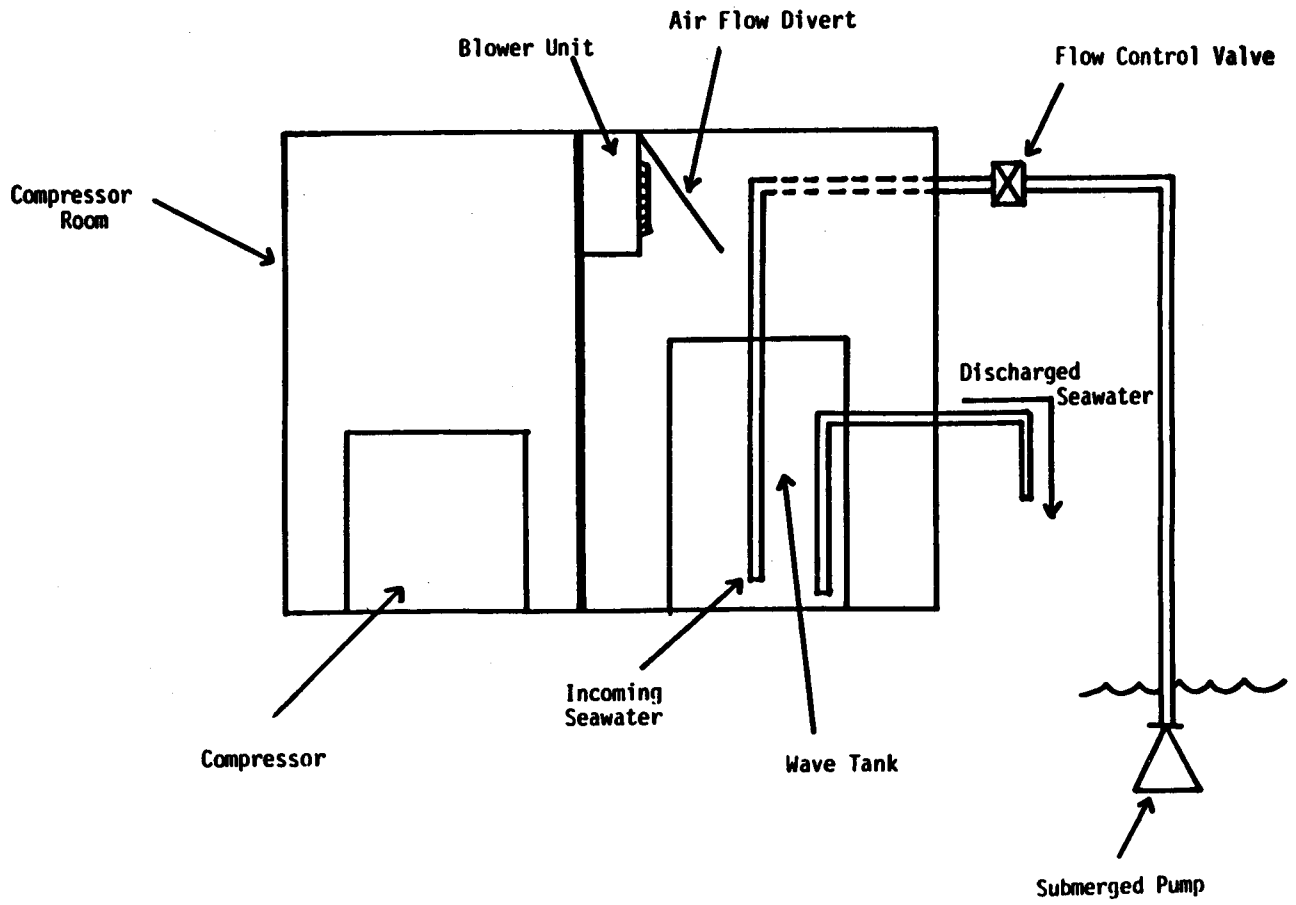 Air Flow Divert
Blower Unit
Flow Control Valve
Compressor
Room
Discharged
Seawater
Incoming
Seawater
Compressor
Wave Tank
Submerged Pump